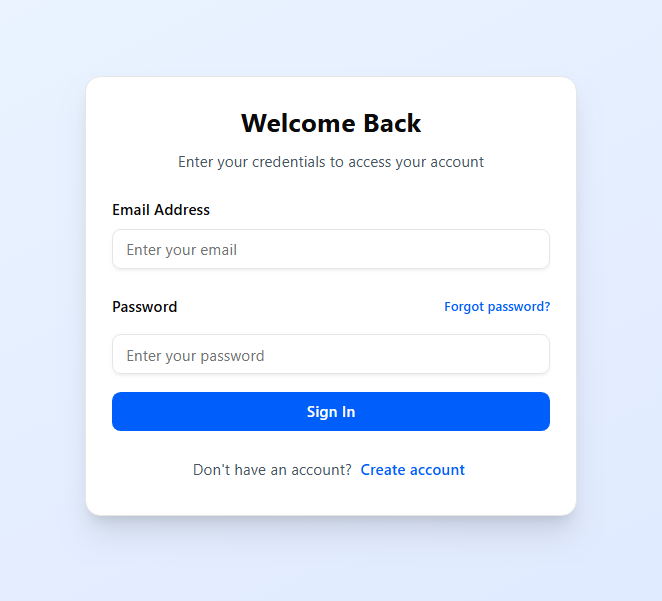 Welcome Back
Enter your credentials to access your account
Email Address
Enter your email
Password Forgot password?
Enter your password
Sign In
Don't have an account? Create account